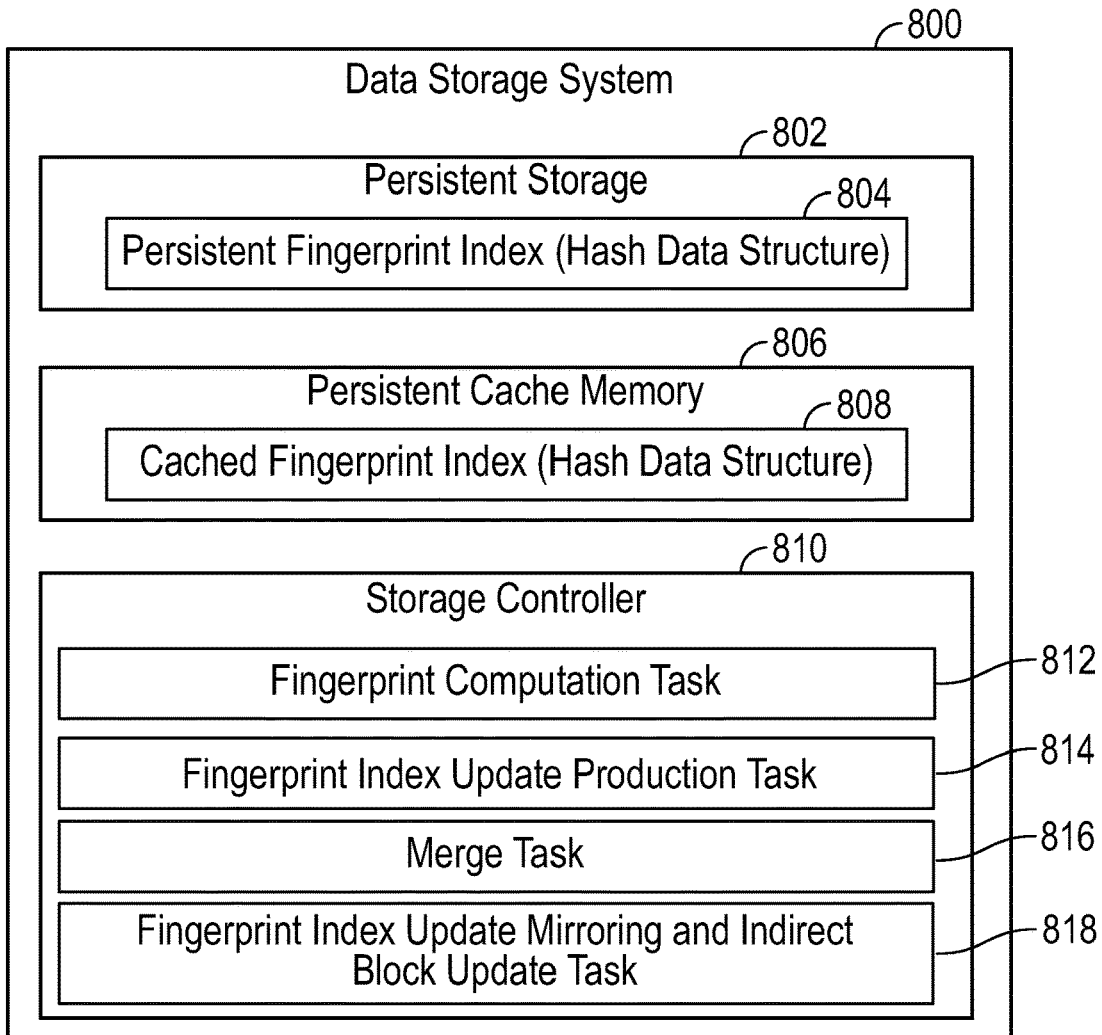 800
Data Storage System
802
Persistent Storage
804
Persistent Fingerprint Index (Hash Data Structure)
806
Persistent Cache Memory
808
Cached Fingerprint Index (Hash Data Structure)
810
Storage Controller
Fingerprint Computation Task
812
Fingerprint Index Update Production Task
814
Merge Task
816
Fingerprint Index Update Mirroring and Indirect
Block Update Task
818